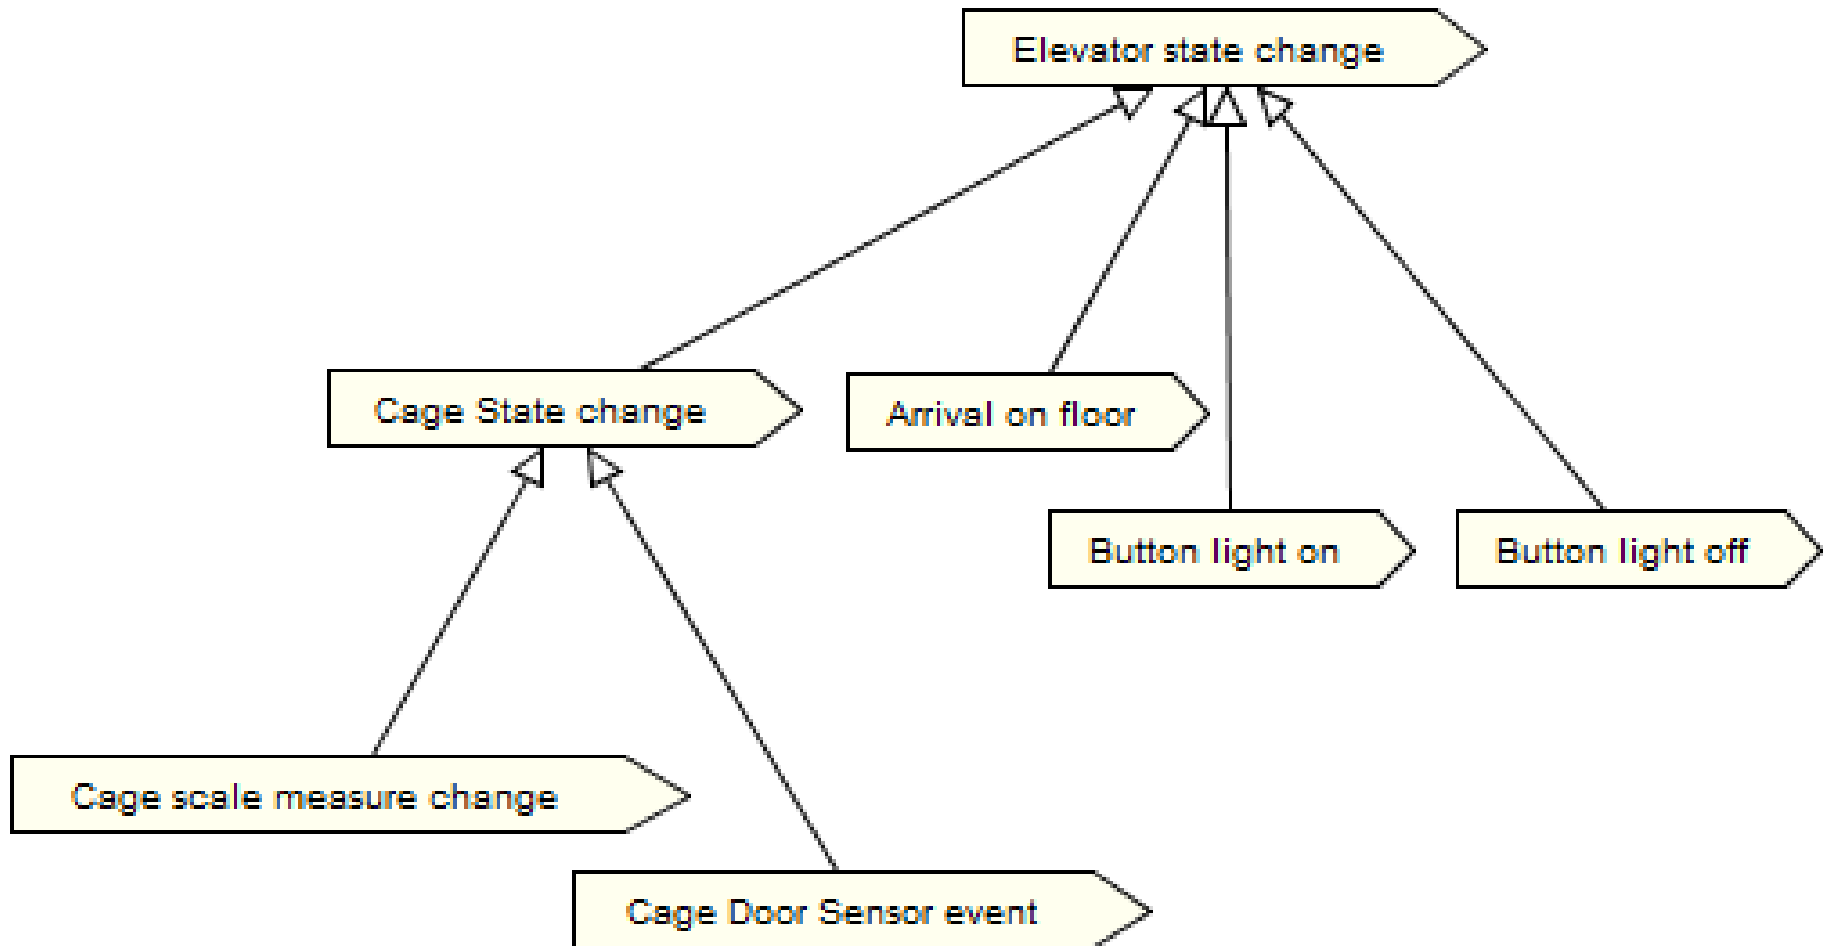 Elevator state change
Cage State change
Arrival on floor
Button light on
Button light off
Cage scale measure change
Cage Door Sensor event